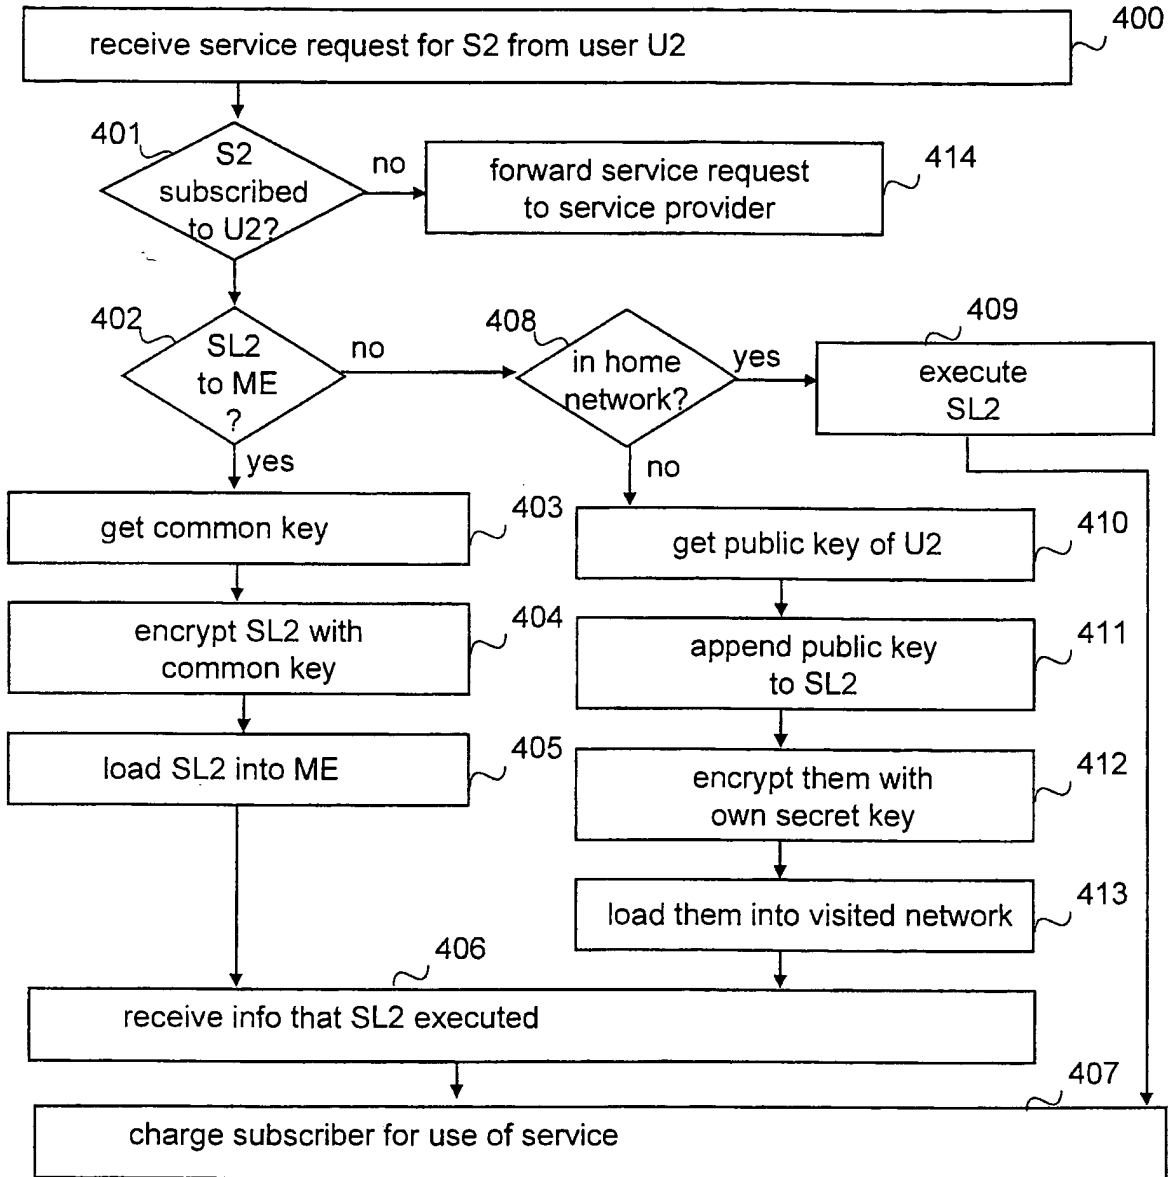 receive service request for S2 from user U2
400
401
S2
subscribed
to U2?
no
forward service request
to service provider
414
402
SL2
to ME
?
no
yes
408
in home
network?
yes
no
409
execute
SL2
get common key
403
get public key of U2
410
encrypt SL2 with
common key
404
append public key
to SL2
411
load SL2 into ME
405
encrypt them with
own secret key
412
load them into visited network
413
406
receive info that SL2 executed
407
charge subscriber for use of service